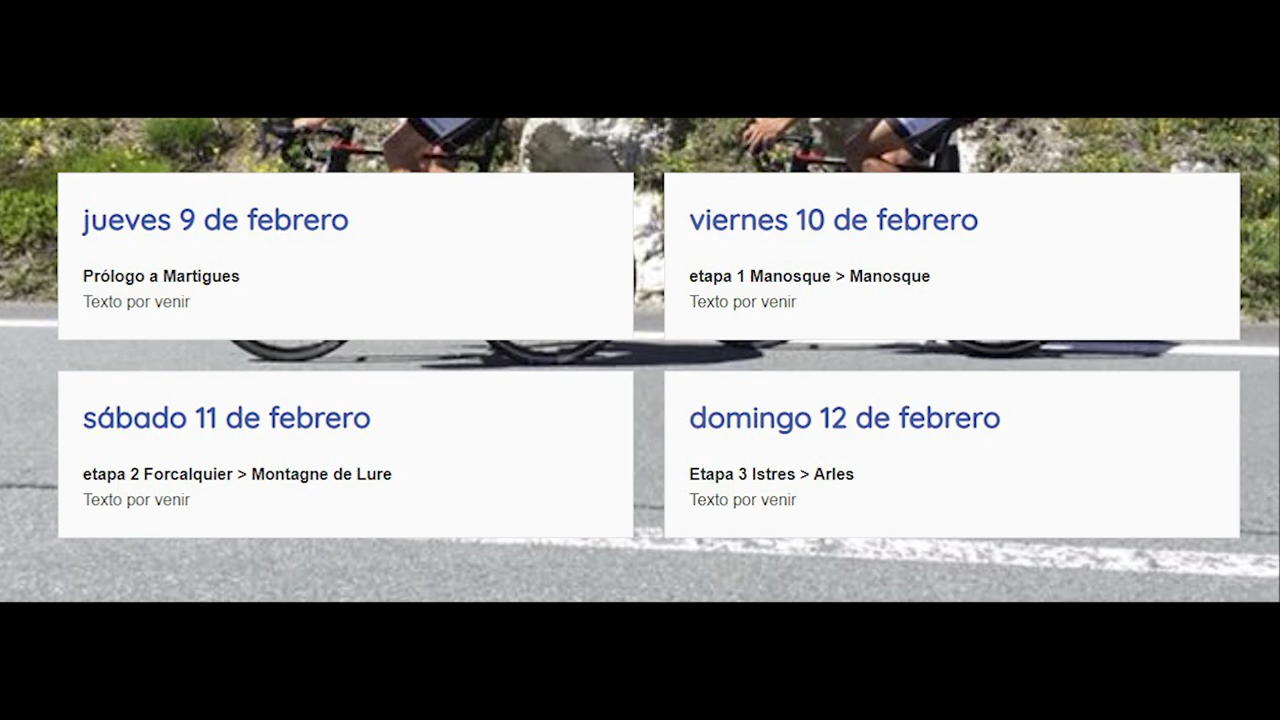 jueves 9 de febrero
Prólogo a Martigues
Texto por venir
viernes 10 de febrero
etapa 1 Manosque > Manosque
Texto por venir
sábado 11 de febrero
etapa 2 Forcalquier > Montagne de Lure
Texto por venir
domingo 12 de febrero
Etapa 3 Istres > Arles
Texto por venir